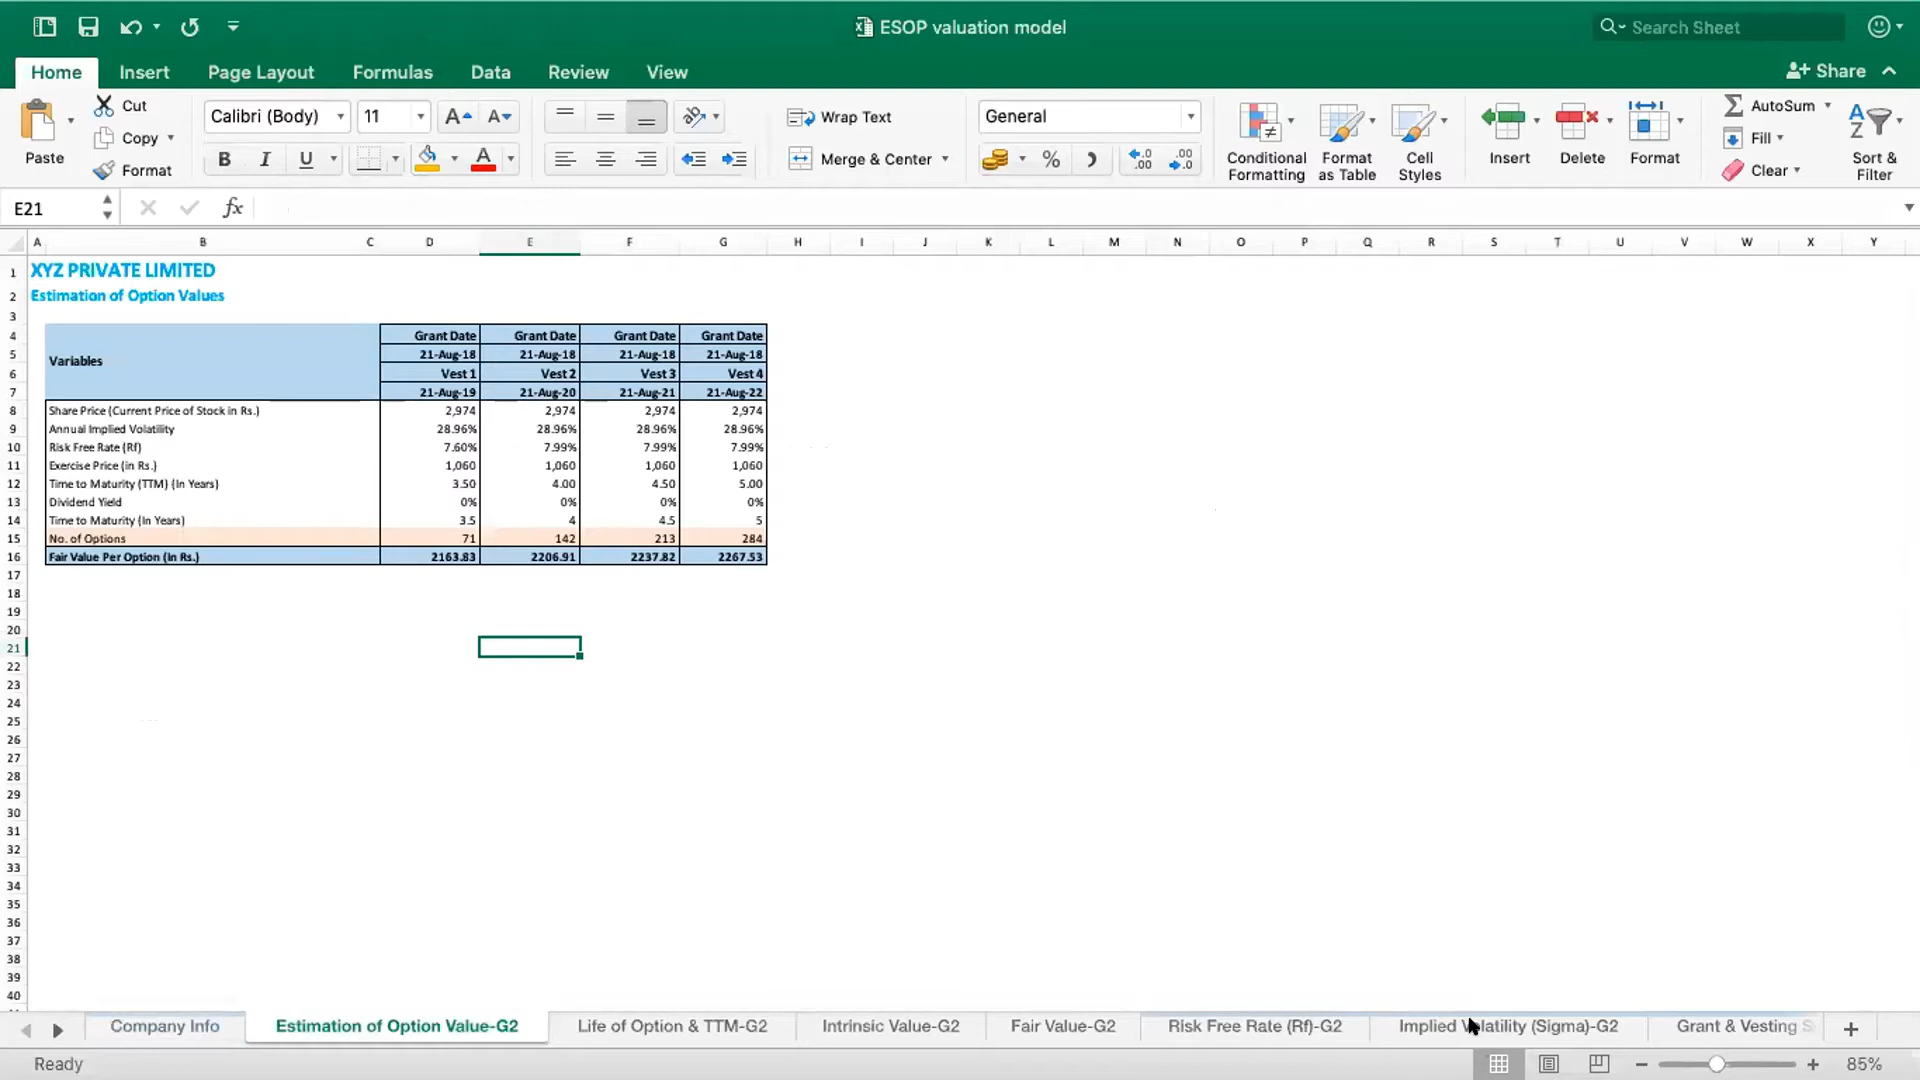 ESOP valuation model
Search Sheet
Home Insert Page Layout Formulas Data Review View
Share
Paste
Cut
Copy
Format
Calibri (Body) 11
B I U
Wrap Text
Merge & Center
General
%
Conditional Formatting
Format as Table
Cell Styles
Insert
Delete
Format
AutoSum
Fill
Clear
Sort & Filter
E21 fx
A B C D E F G H I J K L M N O P Q R S T U V W X Y
1 XYZ PRIVATE LIMITED
2 Estimation of Option Values
3
4 Grant Date Grant Date Grant Date Grant Date
5 Variables 21-Aug-18 21-Aug-18 21-Aug-18 21-Aug-18
6 Vest 1 Vest 2 Vest 3 Vest 4
7 21-Aug-19 21-Aug-20 21-Aug-21 21-Aug-22
8 Share Price (Current Price of Stock in Rs.) 2,974 2,974 2,974 2,974
9 Annual Implied Volatility 28.96% 28.96% 28.96% 28.96%
10 Risk Free Rate (Rf) 7.60% 7.99% 7.99% 7.99%
11 Exercise Price (in Rs.) 1,060 1,060 1,060 1,060
12 Time to Maturity (TTM) (In Years) 3.50 4.00 4.50 5.00
13 Dividend Yield 0% 0% 0% 0%
14 Time to Maturity (In Years) 3.5 4 4.5 5
15 No. of Options 71 142 213 284
16 Fair Value Per Option (In Rs.) 2163.83 2206.91 2237.82 2267.53
17
18
19
20
21
22
23
24
25
26
27
28
29
30
31
32
33
34
35
36
37
38
39
40
Company Info Estimation of Option Value-G2 Life of Option & TTM-G2 Intrinsic Value-G2 Fair Value-G2 Risk Free Rate (Rf)-G2 Implied Volatility (Sigma)-G2 Grant & Vesting S
Ready 85%